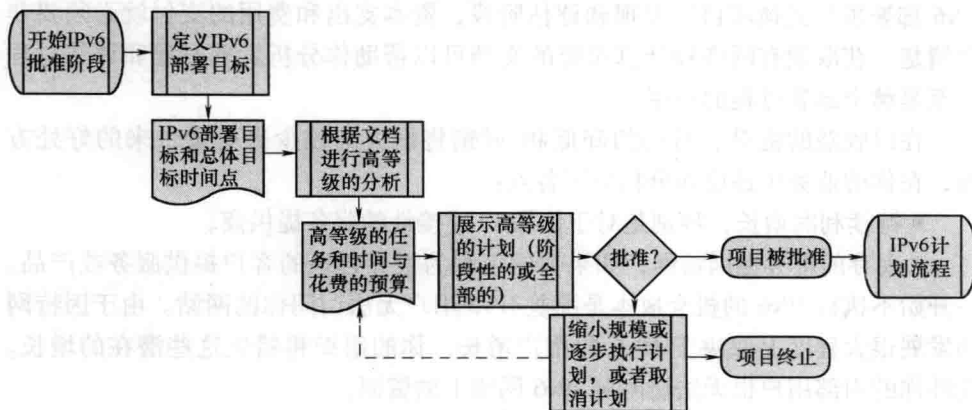 开始IPv6
批准阶段
定义IPv6
部署目标
IPv6部署目
标和总体目
标时间点
根据文档
进行高等
级的分析
高等级的任
务和时间与
花费的预算
展示高等级
的计划（阶
段性的或全
部的）
批准？
项目被批准
IPv6计
划流程
缩小规模或
逐步执行计
划，或者取
消计划
项目终止